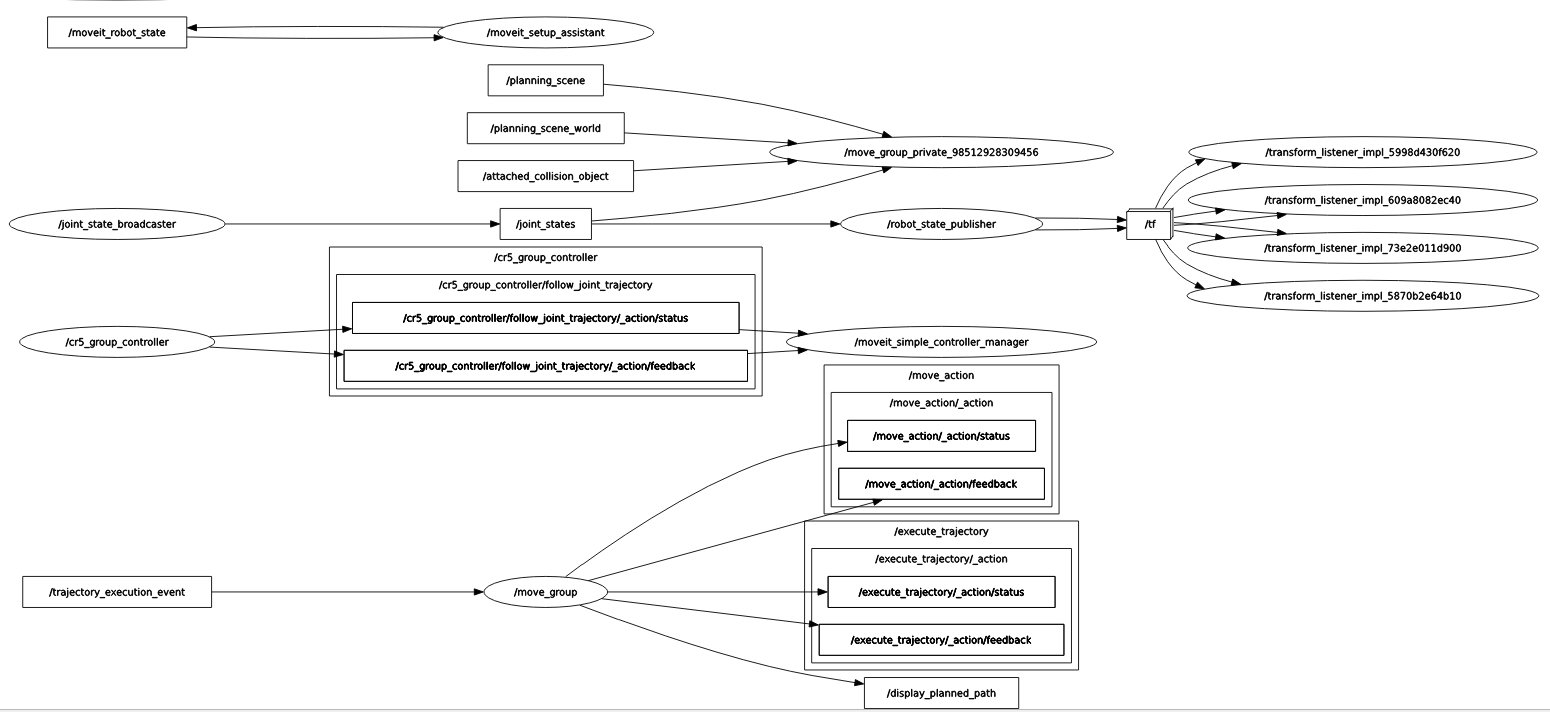 /moveit_robot_state
/moveit_setup_assistant
/planning_scene
/planning_scene_world
/move_group_private_98512928309456
/transform_listener_impl_5998d430f620
/attached_collision_object
/transform_listener_impl_609a8082ec40
/joint_state_broadcaster
/joint_states
/robot_state_publisher
/tf
/transform_listener_impl_73e2e011d900
/cr5_group_controller
/cr5_group_controller/follow_joint_trajectory
/transform_listener_impl_5870b2e64b10
/cr5_group_controller/follow_joint_trajectory/_action/status
/cr5_group_controller
/moveit_simple_controller_manager
/cr5_group_controller/follow_joint_trajectory/_action/feedback
/move_action
/move_action/_action
/move_action/_action/status
/move_action/_action/feedback
/execute_trajectory
/execute_trajectory/_action
/trajectory_execution_event
/move_group
/execute_trajectory/_action/status
/execute_trajectory/_action/feedback
/display_planned_path